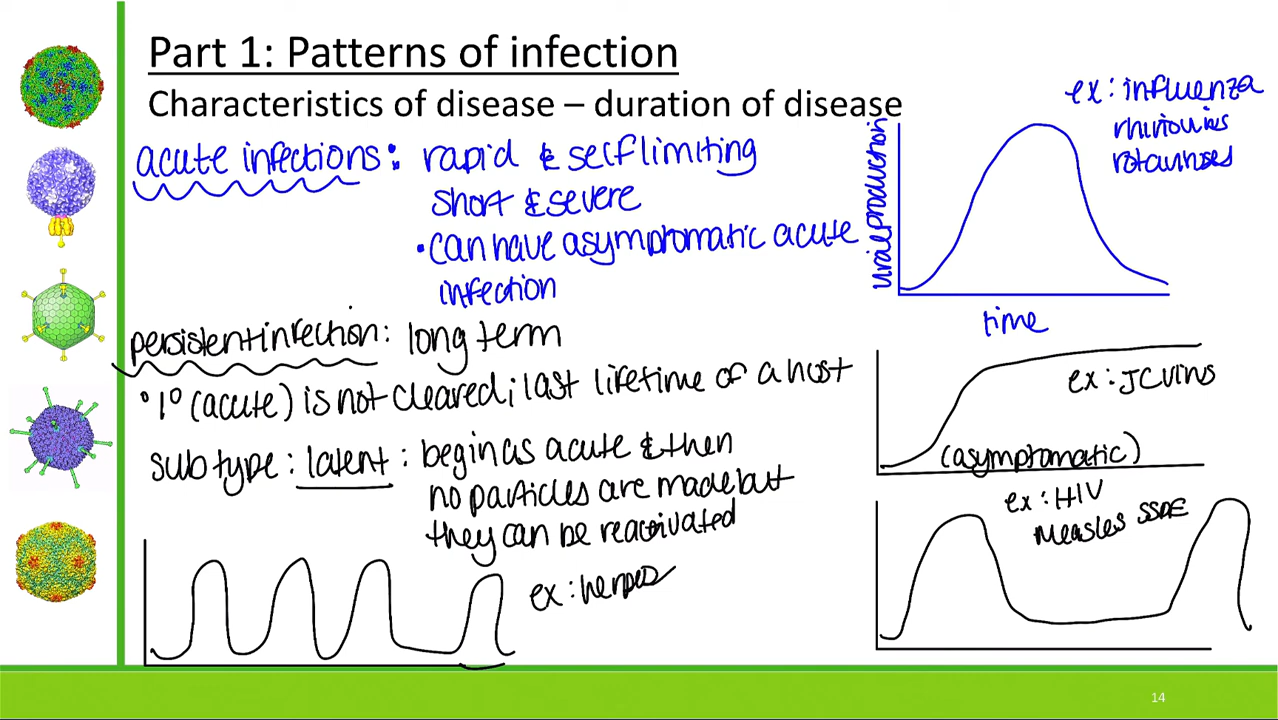 Part 1: Patterns of infection
Characteristics of disease – duration of disease
acute infections: rapid & self limiting
short & severe
• can have asymptomatic acute
infection
ex: influenza
rhinoviruses
rotaviruses
viral production
time
persistent infection: long term
• 1° (acute) is not cleared; last lifetime of a host
subtype: latent: begin as acute & then
no particles are made but
they can be reactivated
ex: herpes
ex: JC virus
(asymptomatic)
ex: HIV
Measles SSPE
14